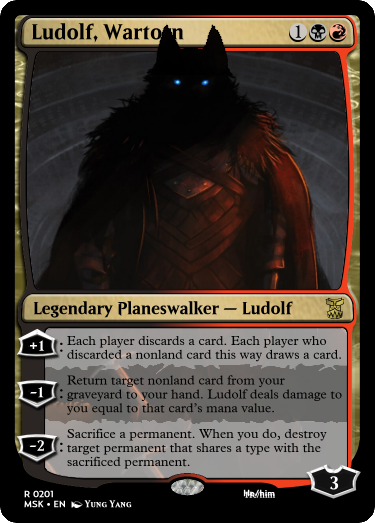 Ludolf, Wartorn
1 B R
Legendary Planeswalker — Ludolf
+1: Each player discards a card. Each player who
discarded a nonland card this way draws a card.
-1: Return target nonland card from your
graveyard to your hand. Ludolf deals damage to
you equal to that card's mana value.
-2: Sacrifice a permanent. When you do, destroy
target permanent that shares a type with the
sacrificed permanent.
3
R 0201
MSK • EN Yung Yang